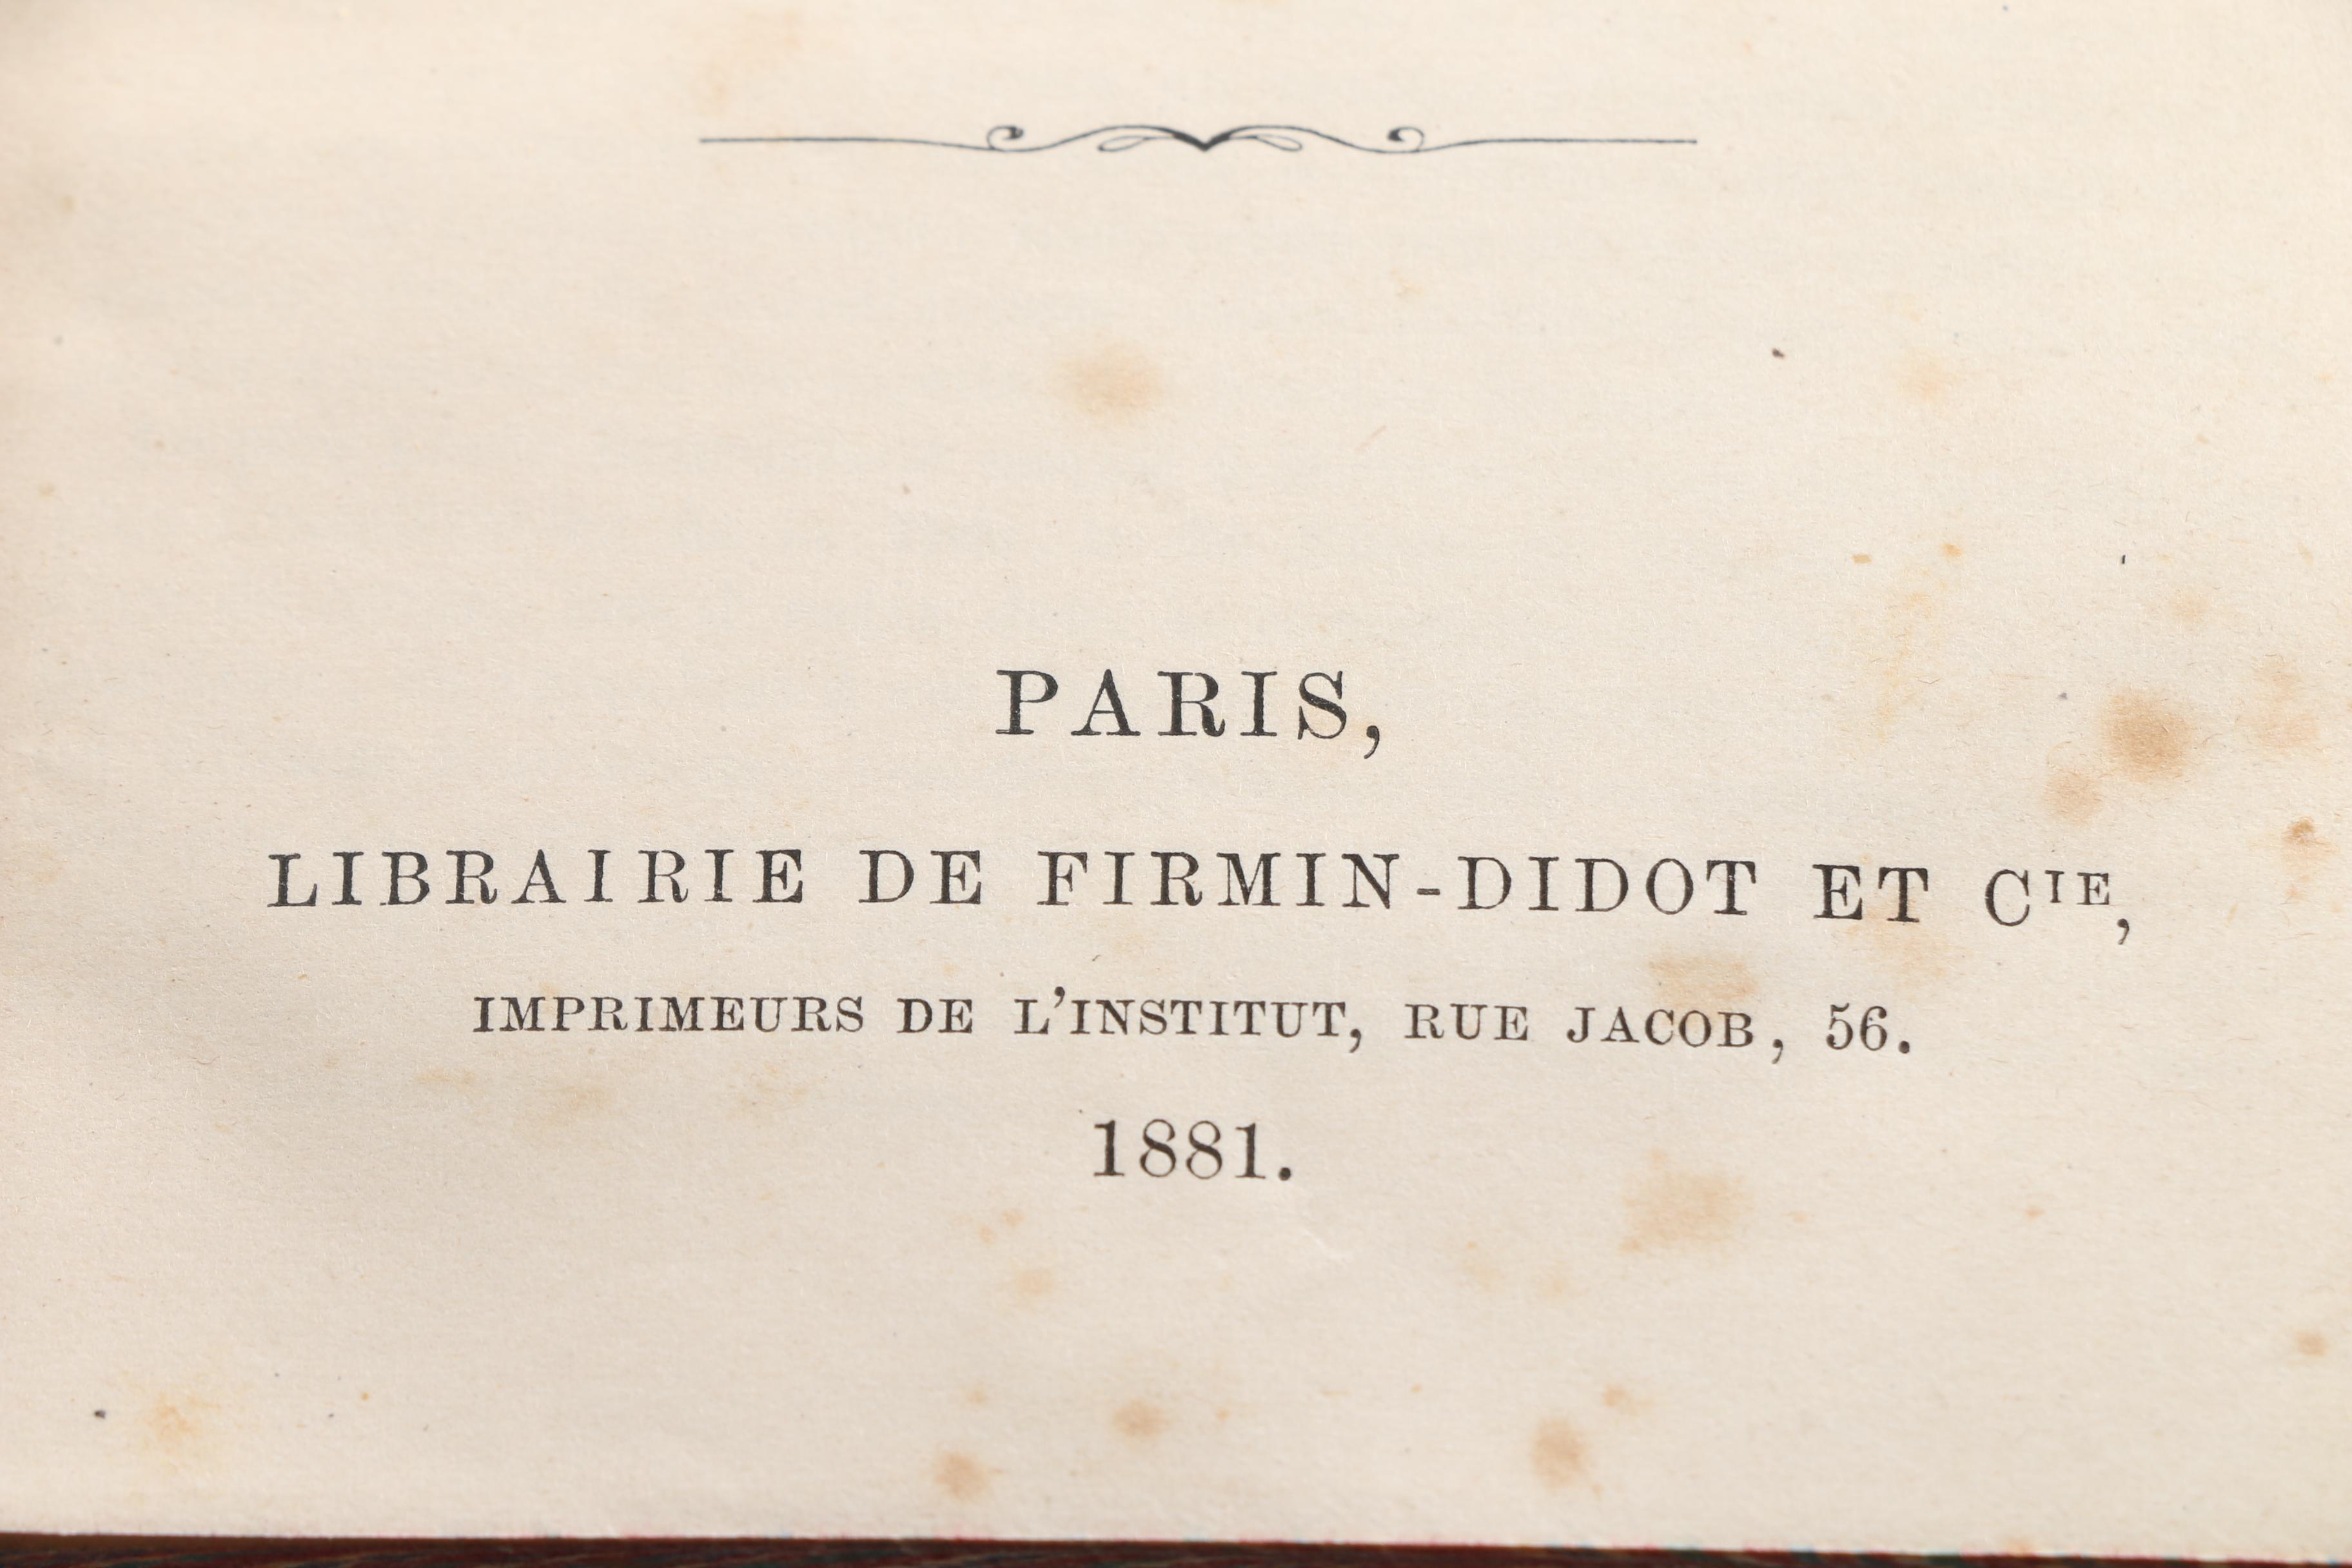 PARIS,
LIBRAIRIE DE FIRMIN-DIDOT ET CIE,
IMPRIMEURS DE L'INSTITUT, RUE JACOB, 56.
1881.